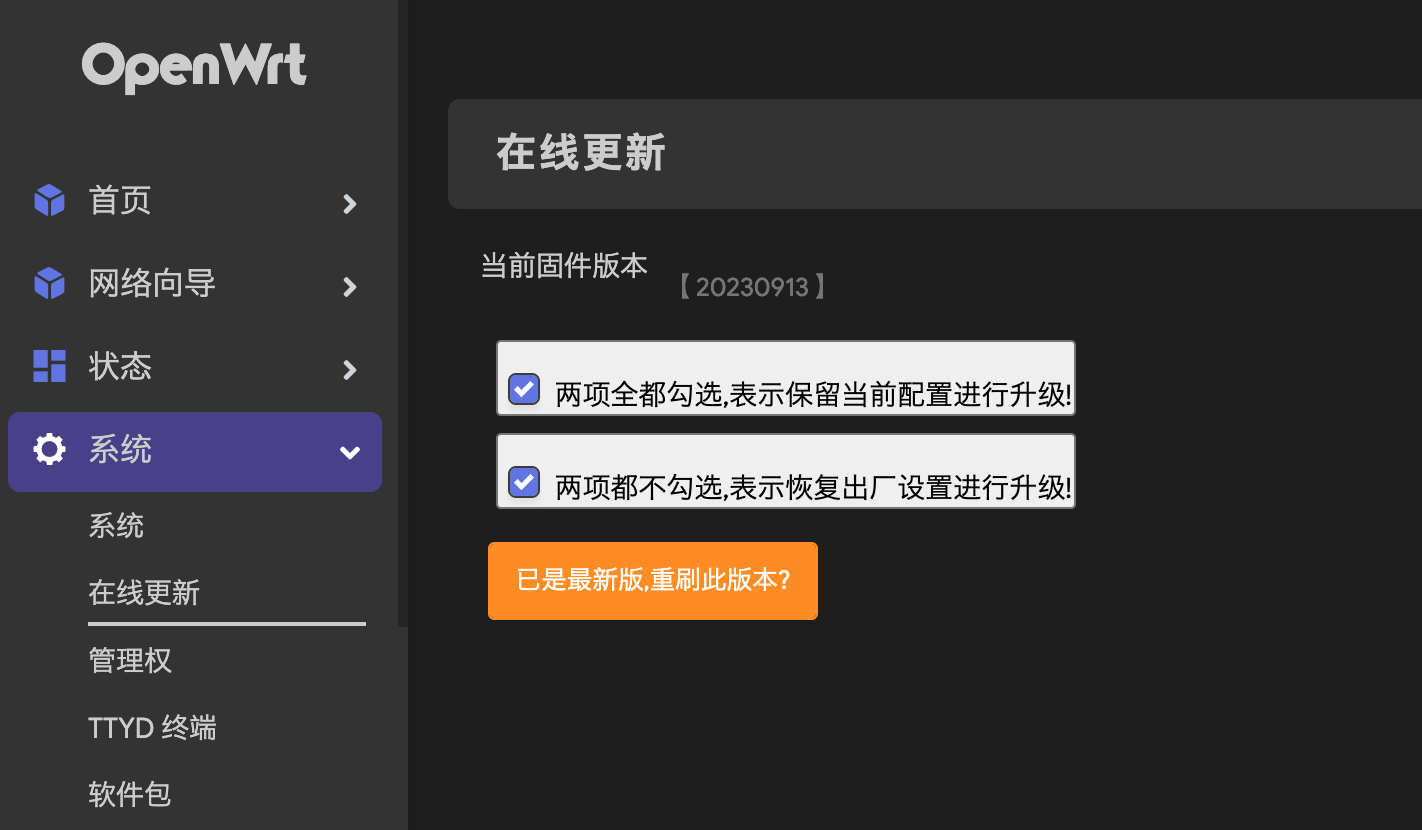 OpenWrt
首页
网络向导
状态
系统
系统
在线更新
管理权
TTYD 终端
软件包
在线更新
当前固件版本
【 20230913 】
两项全都勾选,表示保留当前配置进行升级!
两项都不勾选,表示恢复出厂设置进行升级!
已是最新版,重刷此版本?